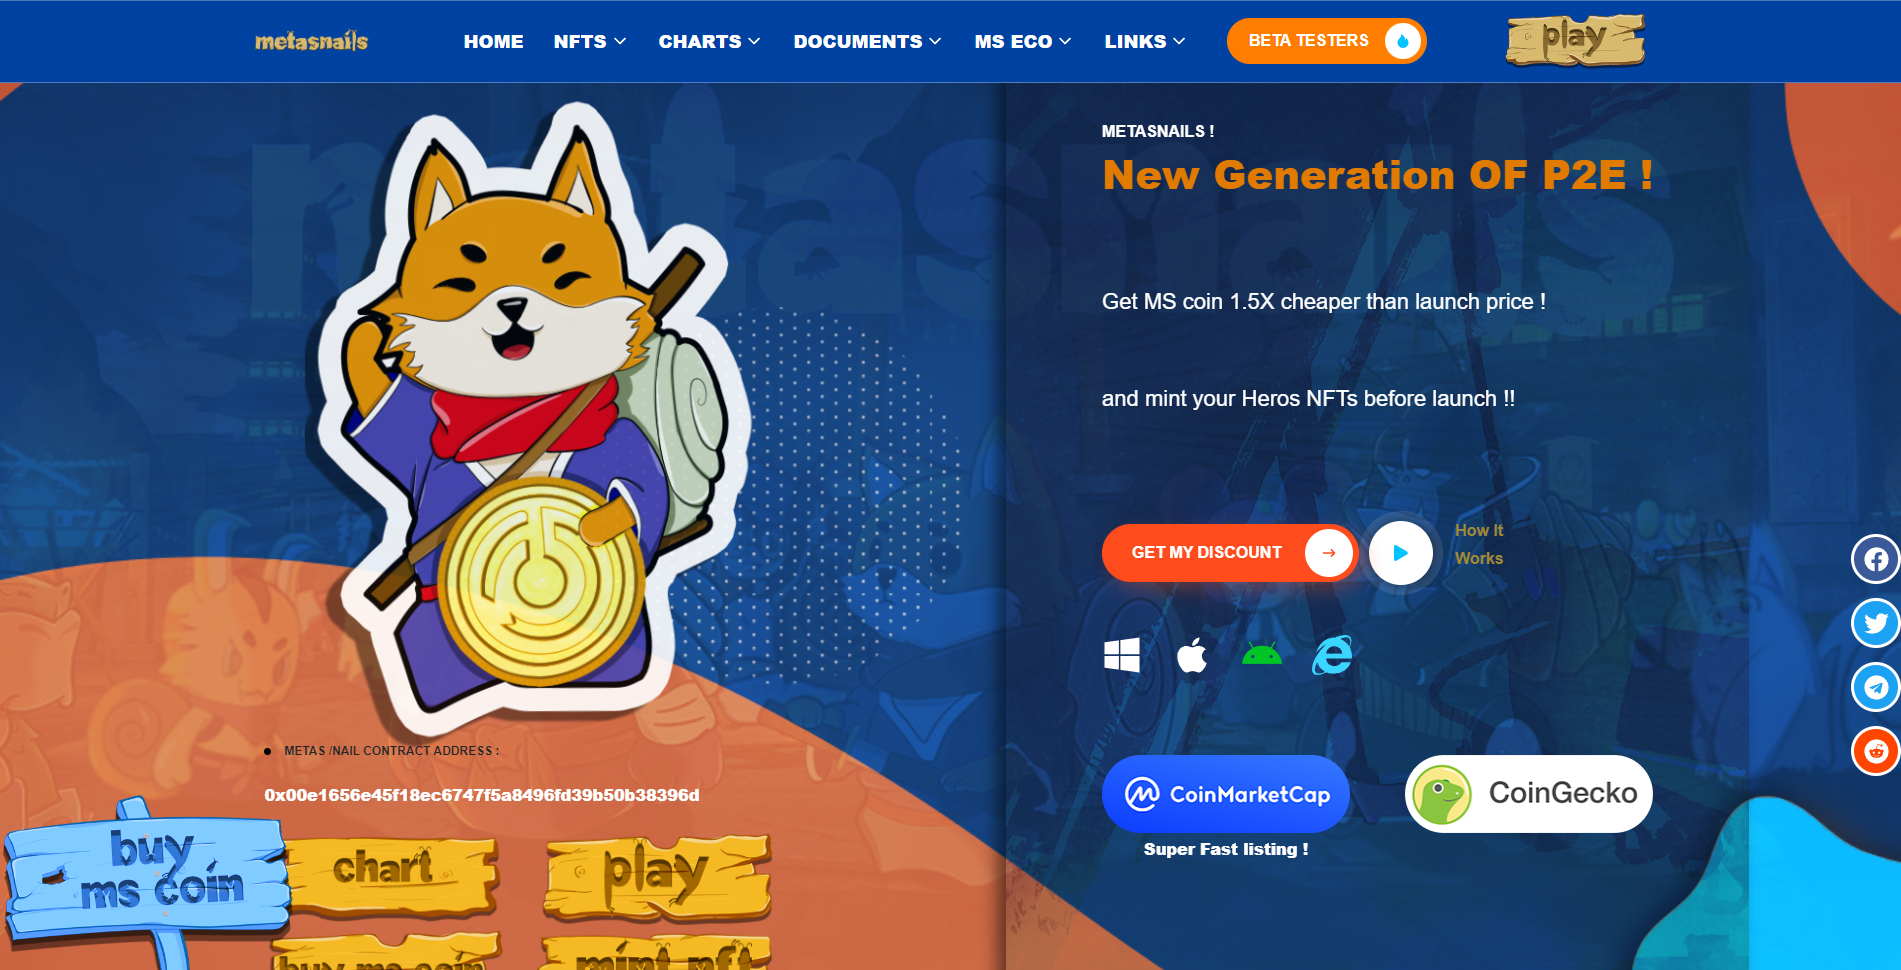 metasnails
HOME NFTS CHARTS DOCUMENTS MS ECO LINKS BETA TESTERS play
metasnails
METASNAILS !
New Generation OF P2E !
Get MS coin 1.5X cheaper than launch price !
and mint your Heros NFTs before launch !!
GET MY DISCOUNT
How It
Works
METAS /NAIL CONTRACT ADDRESS :
0x00e1656e45f18ec6747f5a8496fd39b50b38396d
CoinMarketCap CoinGecko
Super Fast listing !
buy
ms coin
chart play
buy ms coin mint nft